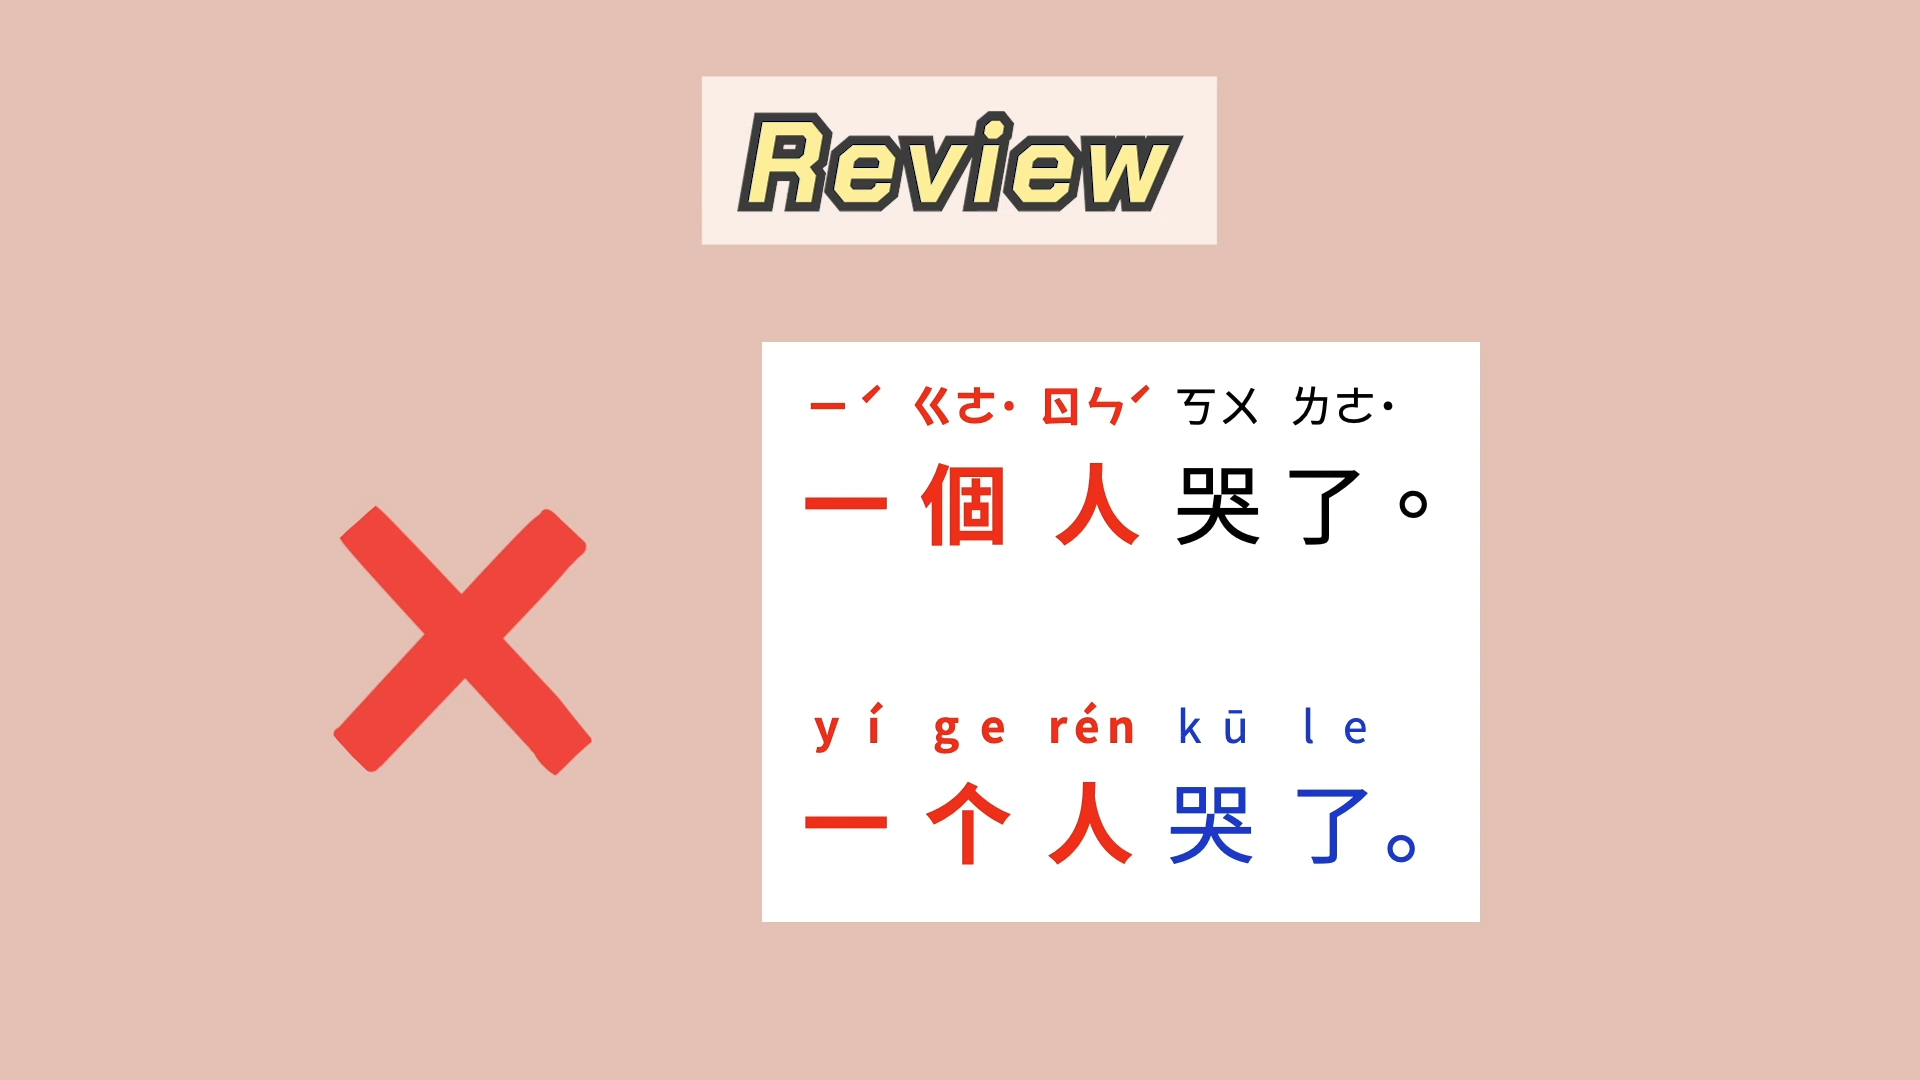 Review
ㄧˊ ㄍㄜ˙ ㄖㄣˊ ㄎㄨ ㄌㄜ˙
一個人哭了。
yí ge rén kū le
一个人哭了。